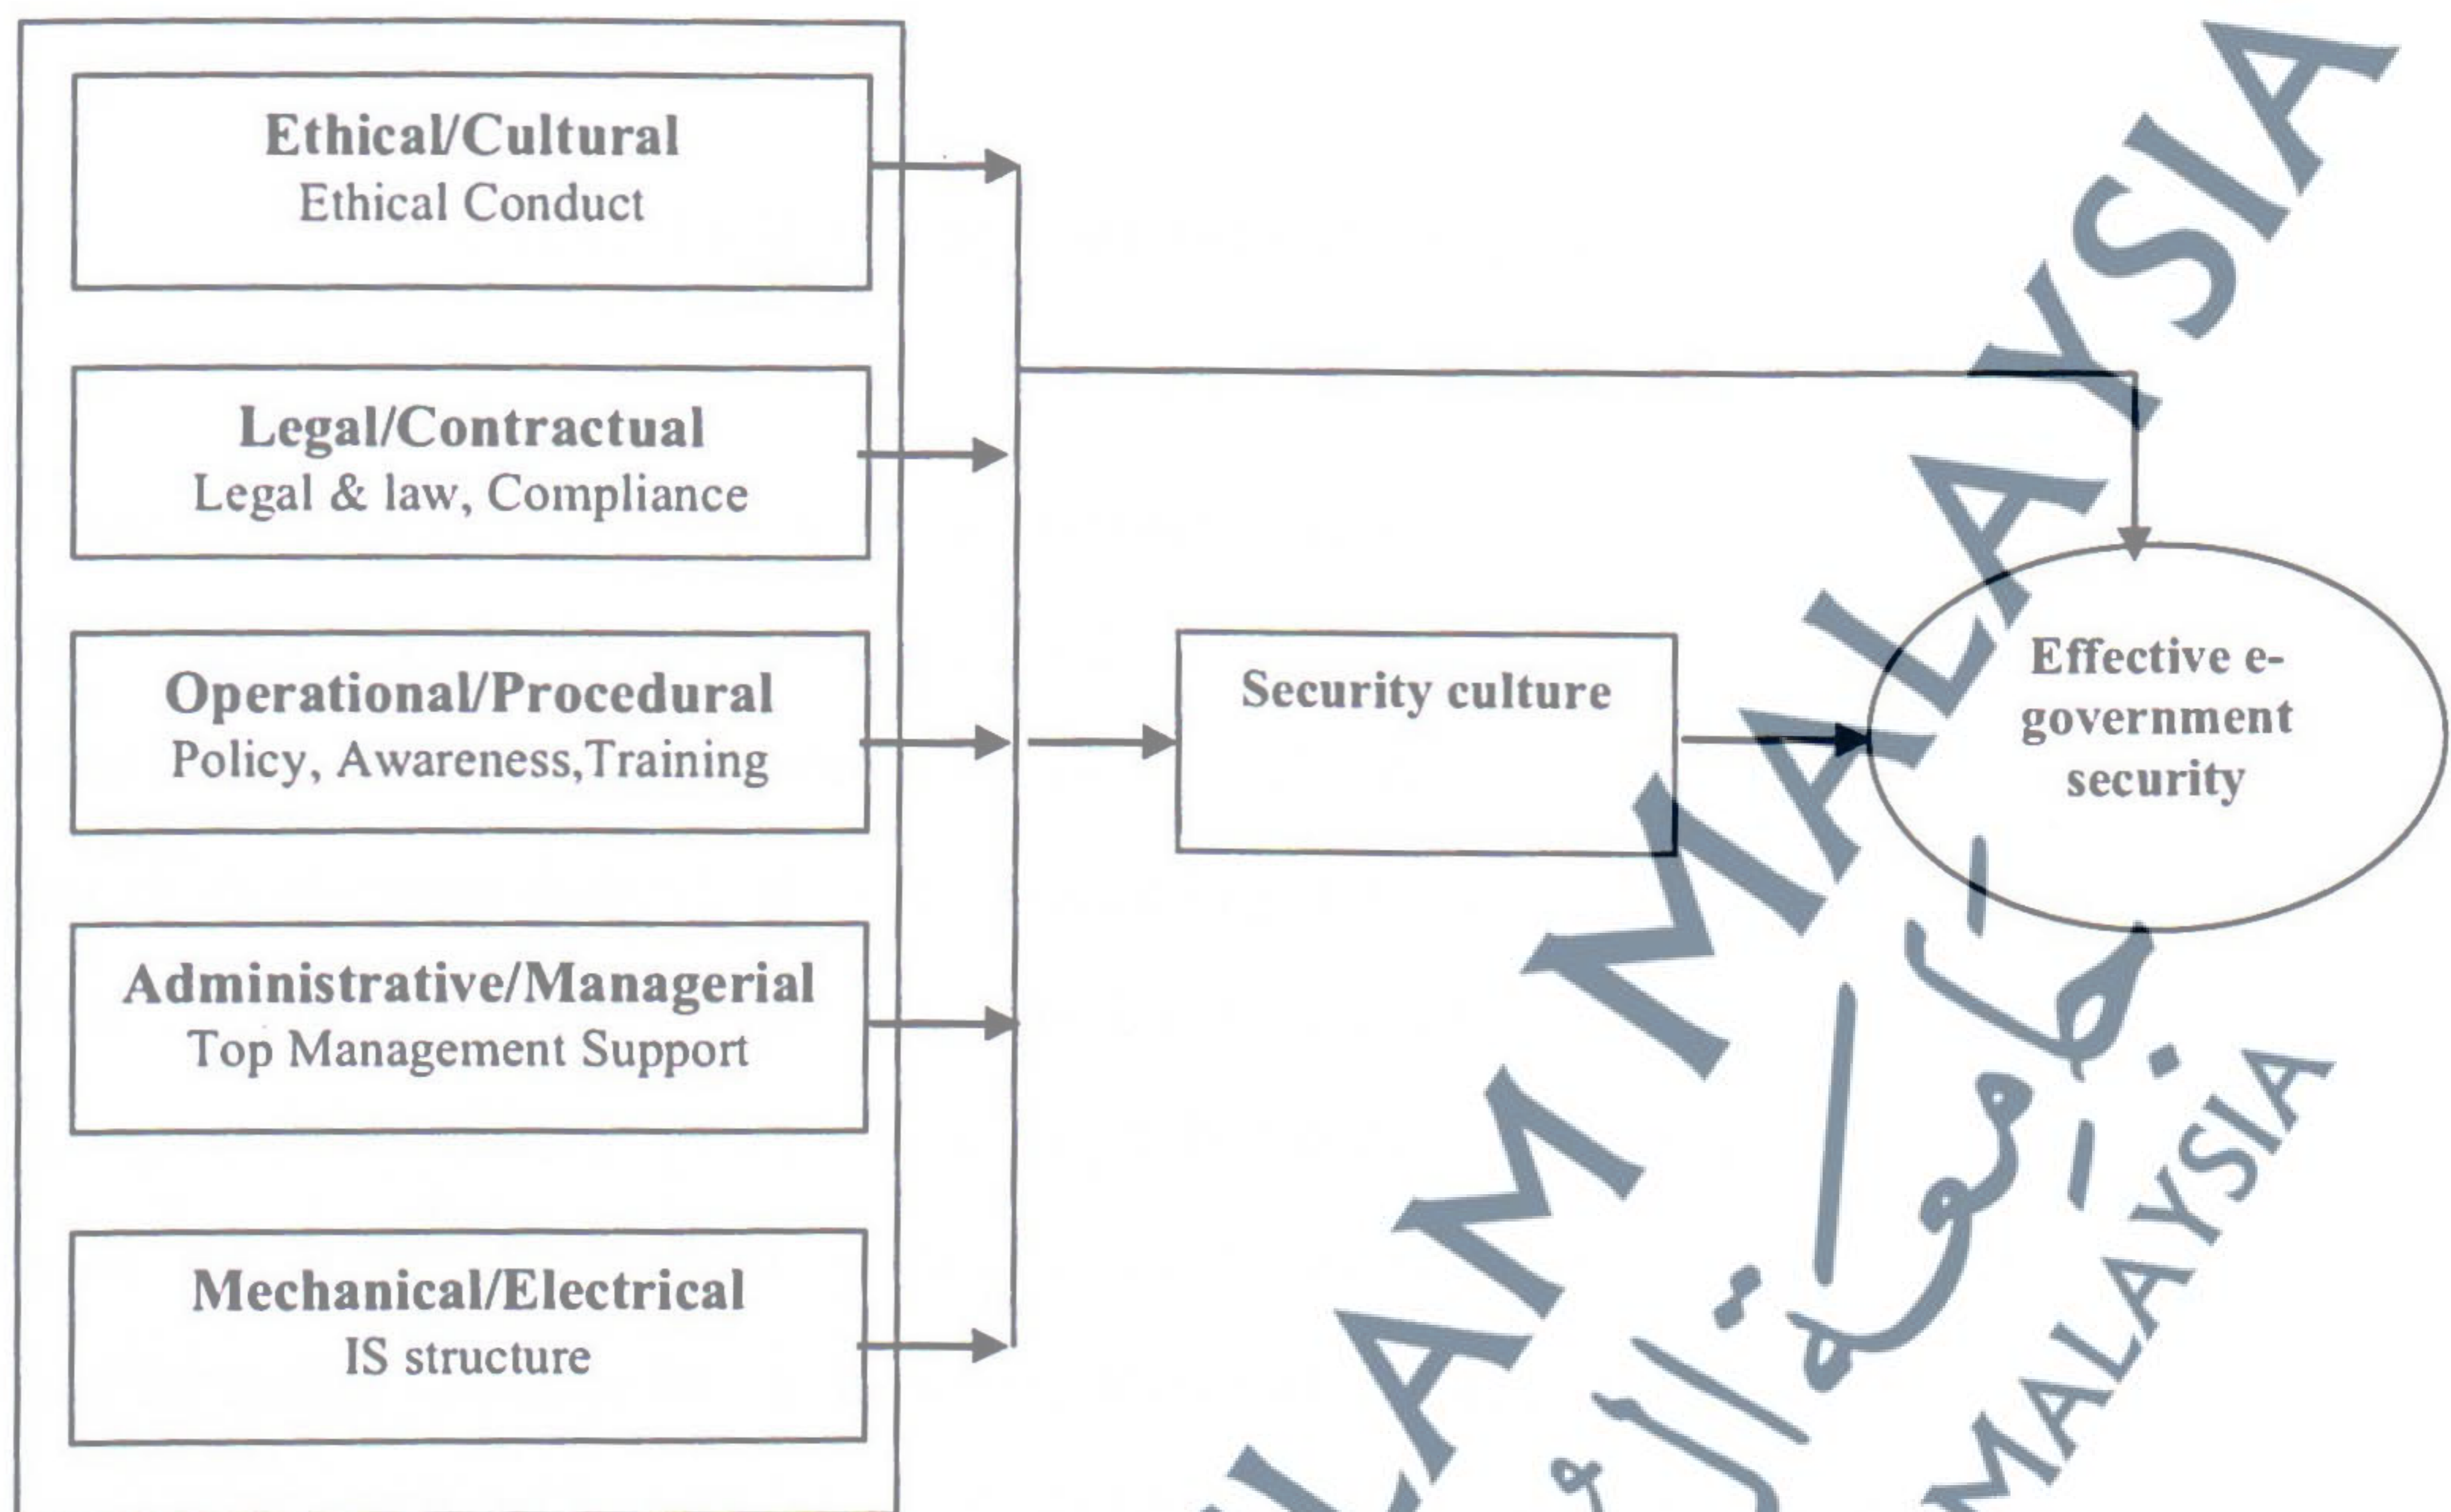 Ethical/Cultural
Ethical Conduct
Legal/Contractual
Legal & law, Compliance
Operational/Procedural
Policy, Awareness,Training
Administrative/Managerial
Top Management Support
Mechanical/Electrical
IS structure
Security culture
Effective e-
government
security
MALAYSIA
MALAYSIA